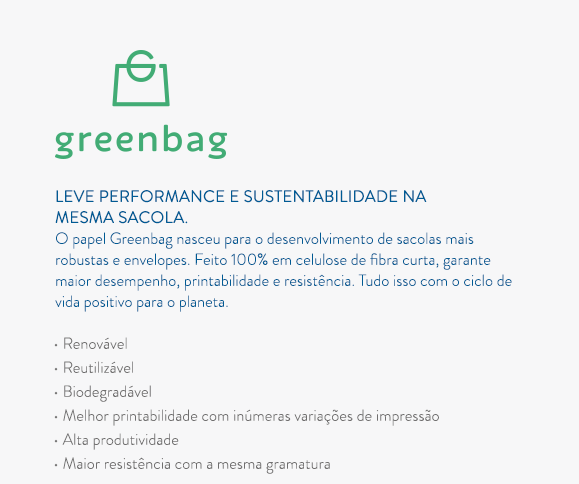 greenbag
LEVE PERFORMANCE E SUSTENTABILIDADE NA
MESMA SACOLA.
O papel Greenbag nasceu para o desenvolvimento de sacolas mais
robustas e envelopes. Feito 100% em celulose de fibra curta, garante
maior desempenho, printabilidade e resistência. Tudo isso com o ciclo de
vida positivo para o planeta.
• Renovável
• Reutilizável
• Biodegradável
• Melhor printabilidade com inúmeras variações de impressão
• Alta produtividade
• Maior resistência com a mesma gramatura